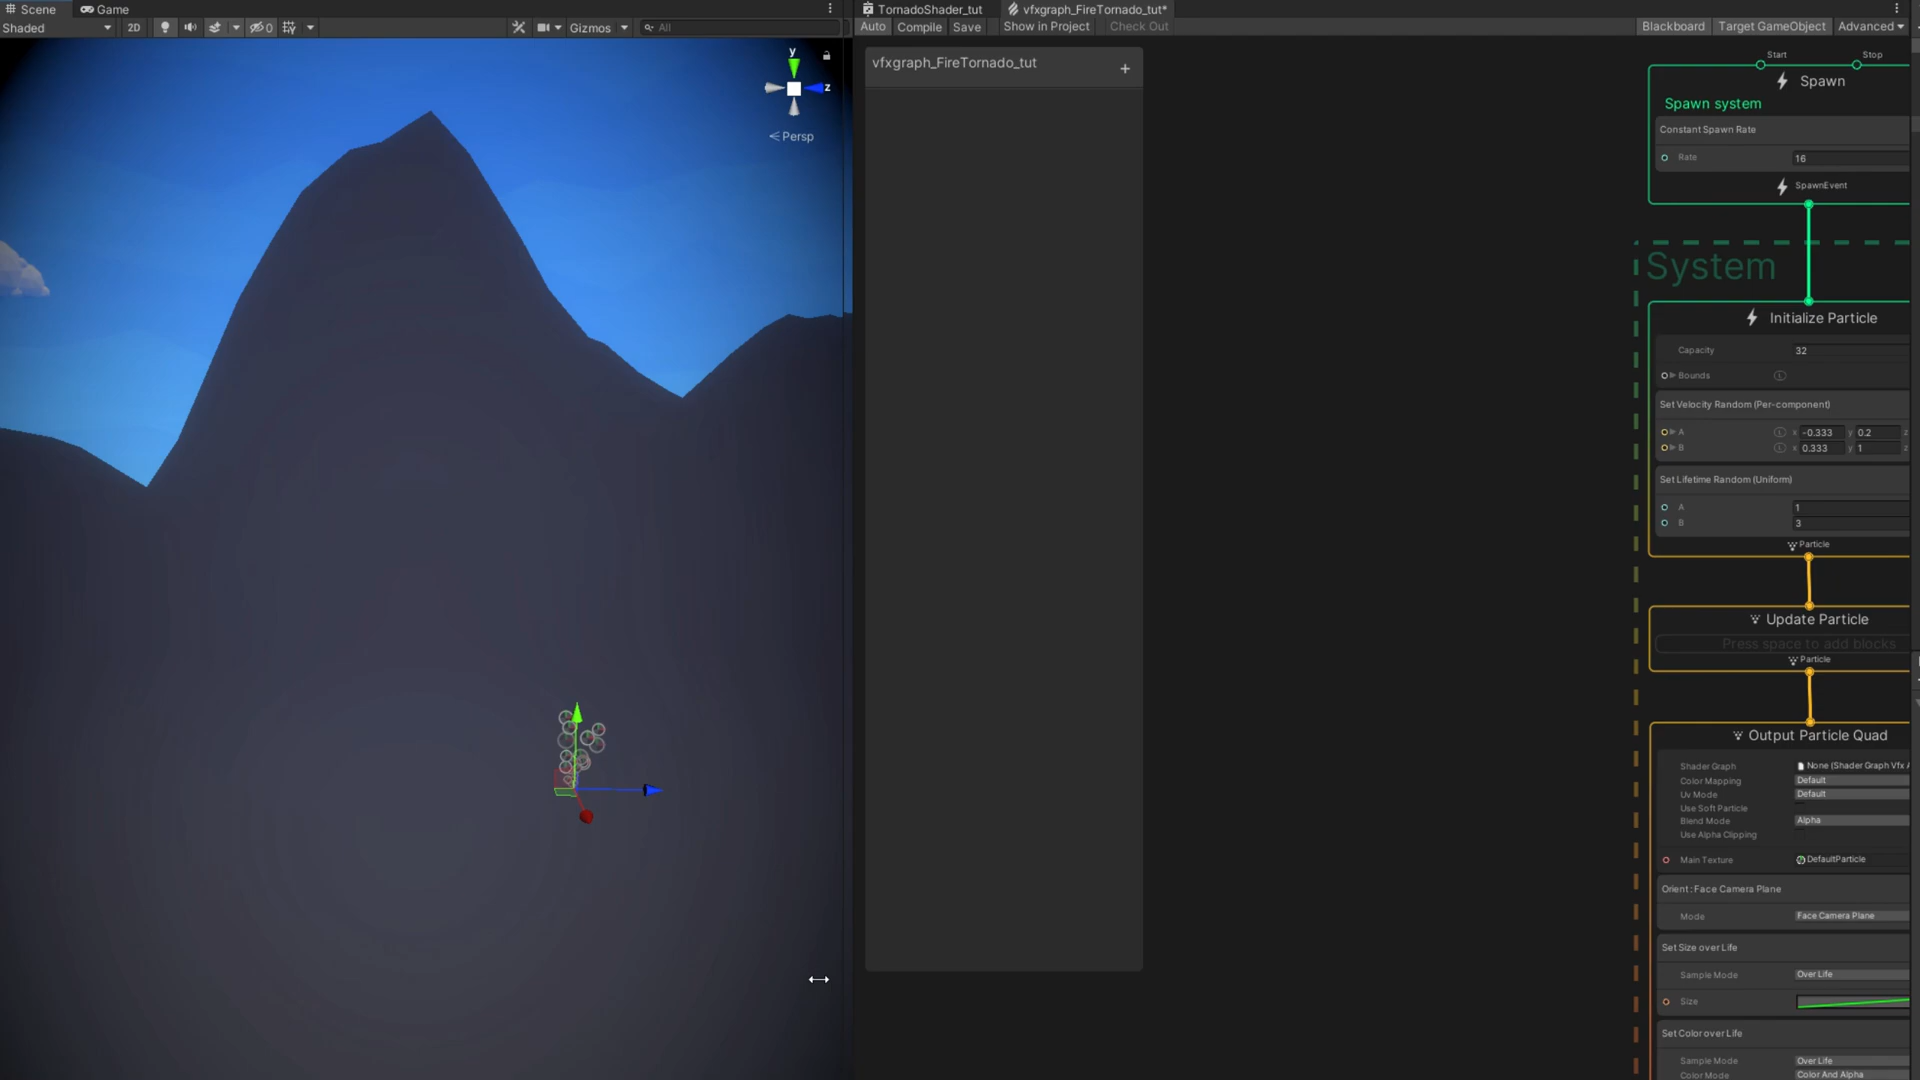 Scene
Game
TornadoShader_tut
vfxgraph_FireTornado_tut*
Shaded
2D
0
Gizmos
All
Auto
Compile
Save
Show in Project
Check Out
Blackboard
Target GameObject
Advanced
y
z
Persp
vfxgraph_FireTornado_tut
+
Start
Stop
Spawn
Spawn system
Constant Spawn Rate
Rate
16
SpawnEvent
System
Initialize Particle
Capacity
32
Bounds
L
Set Velocity Random (Per-component)
A
L
x -0.333
y 0.2
z
B
L
x 0.333
y 1
z
Set Lifetime Random (Uniform)
A
1
B
3
Particle
Update Particle
Press space to add blocks
Particle
Output Particle Quad
Shader Graph
None (Shader Graph Vfx A
Color Mapping
Default
Uv Mode
Default
Use Soft Particle
Blend Mode
Alpha
Use Alpha Clipping
Main Texture
DefaultParticle
Orient : Face Camera Plane
Mode
Face Camera Plane
Set Size over Life
Sample Mode
Over Life
Size
Set Color over Life
Sample Mode
Over Life
Color Mode
Color And Alpha